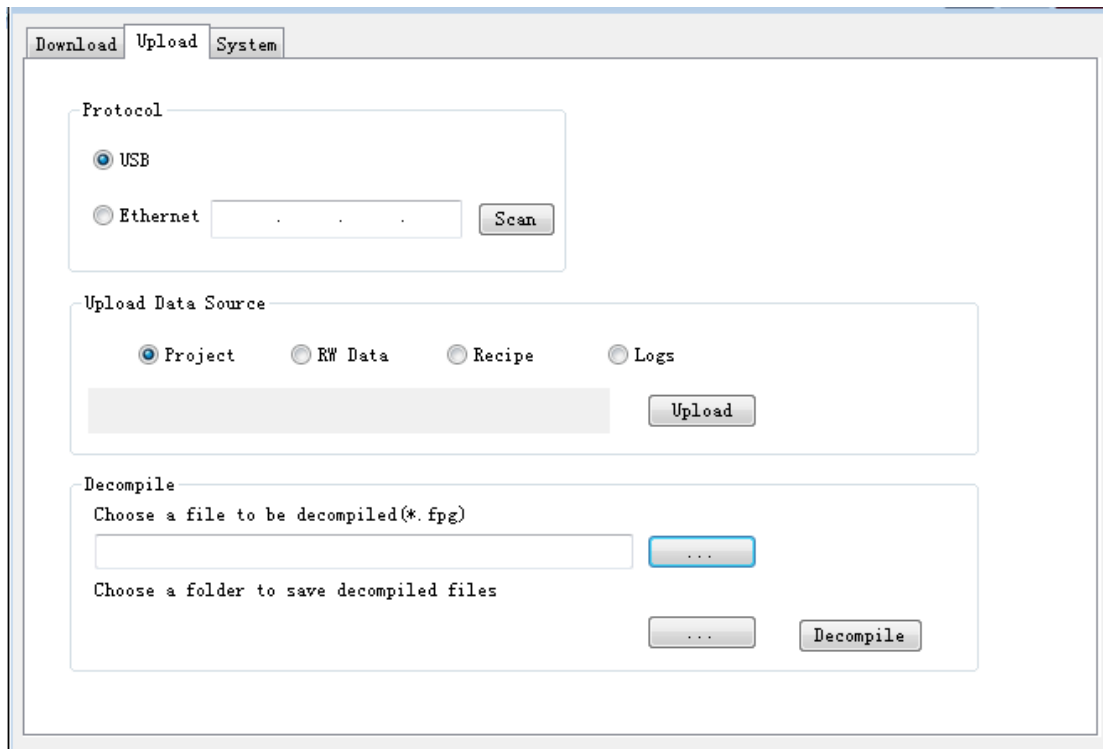 Download Upload System
Protocol
USB
Ethernet . . . Scan
Upload Data Source
Project RW Data Recipe Logs
Upload
Decompile
Choose a file to be decompiled(*.fpg)
...
Choose a folder to save decompiled files
... Decompile